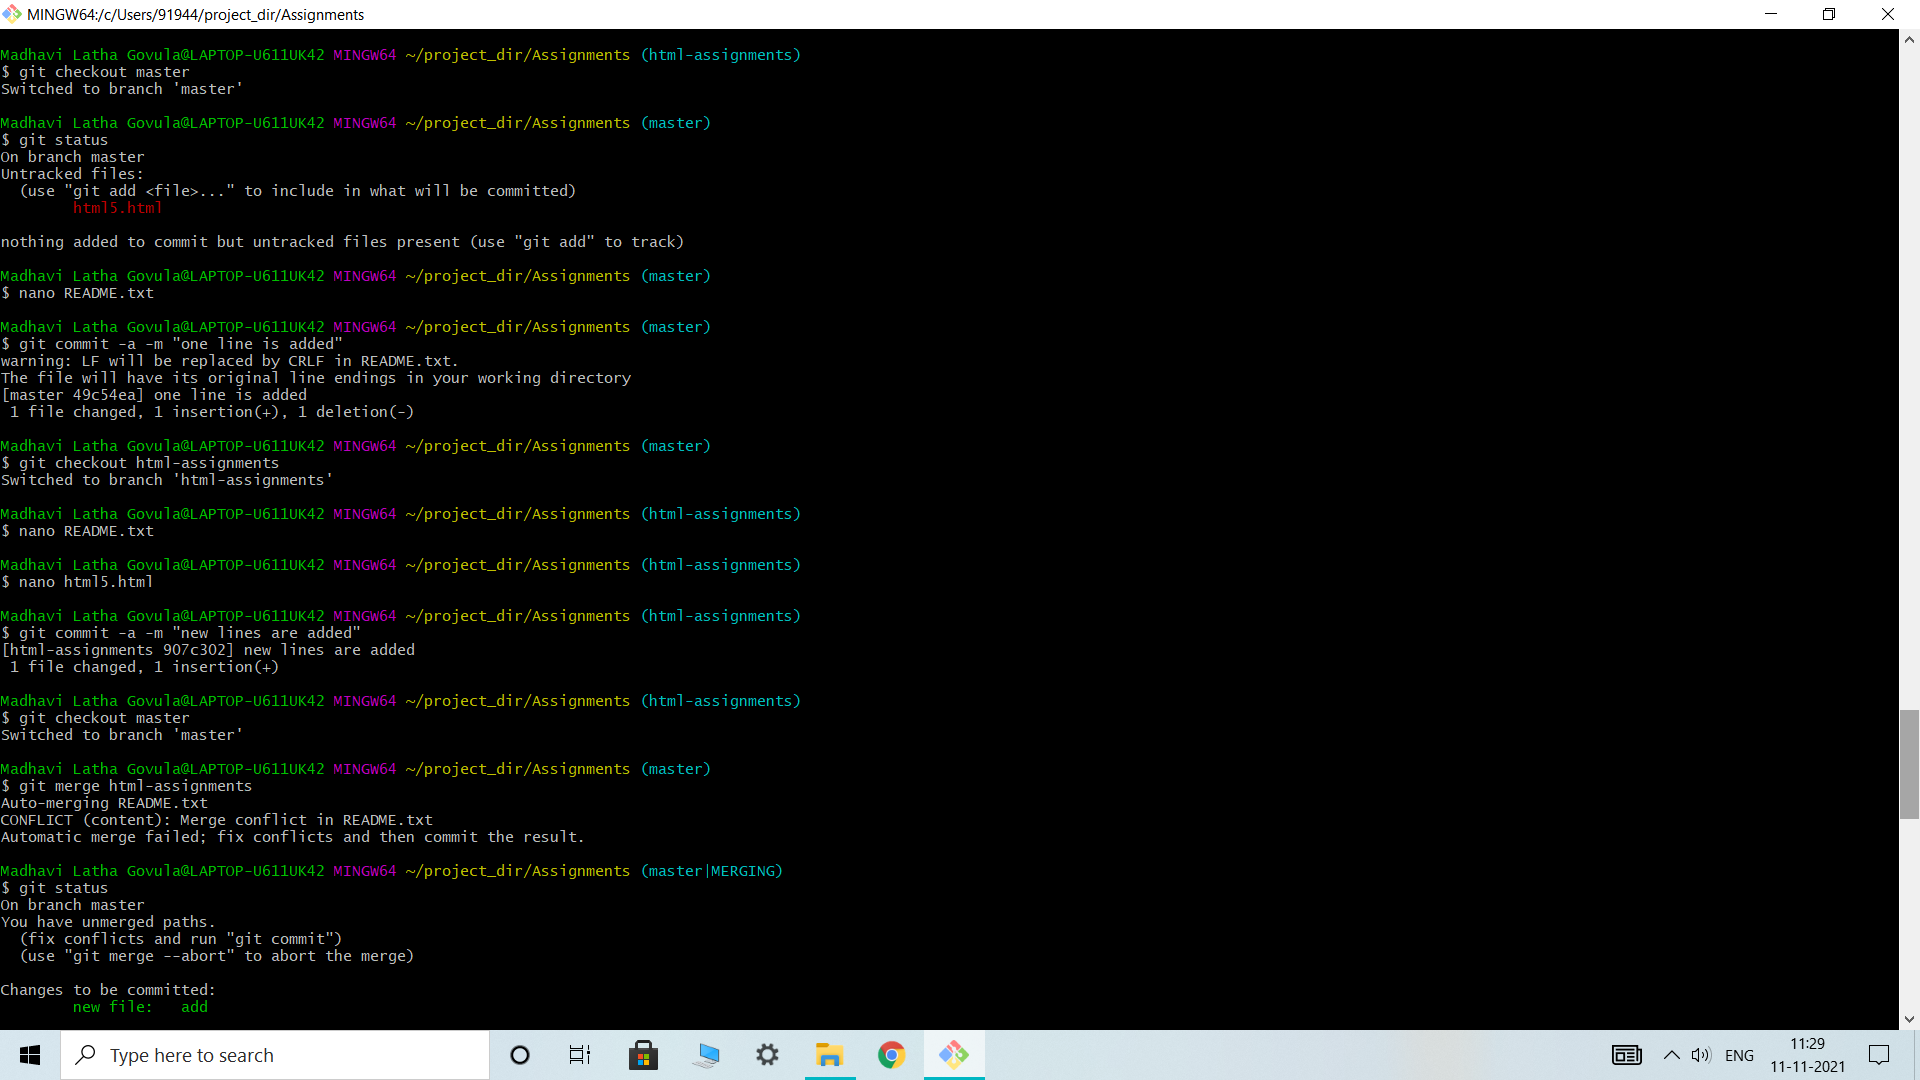 MINGW64:/c/Users/91944/project_dir/Assignments
Madhavi Latha Govula@LAPTOP-U611UK42 MINGW64 ~/project_dir/Assignments (html-assignments)
$ git checkout master
Switched to branch 'master'
Madhavi Latha Govula@LAPTOP-U611UK42 MINGW64 ~/project_dir/Assignments (master)
$ git status
On branch master
Untracked files:
  (use "git add <file>..." to include in what will be committed)
        html5.html
nothing added to commit but untracked files present (use "git add" to track)
Madhavi Latha Govula@LAPTOP-U611UK42 MINGW64 ~/project_dir/Assignments (master)
$ nano README.txt
Madhavi Latha Govula@LAPTOP-U611UK42 MINGW64 ~/project_dir/Assignments (master)
$ git commit -a -m "one line is added"
warning: LF will be replaced by CRLF in README.txt.
The file will have its original line endings in your working directory
[master 49c54ea] one line is added
 1 file changed, 1 insertion(+), 1 deletion(-)
Madhavi Latha Govula@LAPTOP-U611UK42 MINGW64 ~/project_dir/Assignments (master)
$ git checkout html-assignments
Switched to branch 'html-assignments'
Madhavi Latha Govula@LAPTOP-U611UK42 MINGW64 ~/project_dir/Assignments (html-assignments)
$ nano README.txt
Madhavi Latha Govula@LAPTOP-U611UK42 MINGW64 ~/project_dir/Assignments (html-assignments)
$ nano html5.html
Madhavi Latha Govula@LAPTOP-U611UK42 MINGW64 ~/project_dir/Assignments (html-assignments)
$ git commit -a -m "new lines are added"
[html-assignments 907c302] new lines are added
 1 file changed, 1 insertion(+)
Madhavi Latha Govula@LAPTOP-U611UK42 MINGW64 ~/project_dir/Assignments (html-assignments)
$ git checkout master
Switched to branch 'master'
Madhavi Latha Govula@LAPTOP-U611UK42 MINGW64 ~/project_dir/Assignments (master)
$ git merge html-assignments
Auto-merging README.txt
CONFLICT (content): Merge conflict in README.txt
Automatic merge failed; fix conflicts and then commit the result.
Madhavi Latha Govula@LAPTOP-U611UK42 MINGW64 ~/project_dir/Assignments (master|MERGING)
$ git status
On branch master
You have unmerged paths.
  (fix conflicts and run "git commit")
  (use "git merge --abort" to abort the merge)
Changes to be committed:
        new file:   add
Type here to search
ENG
11:29
11-11-2021